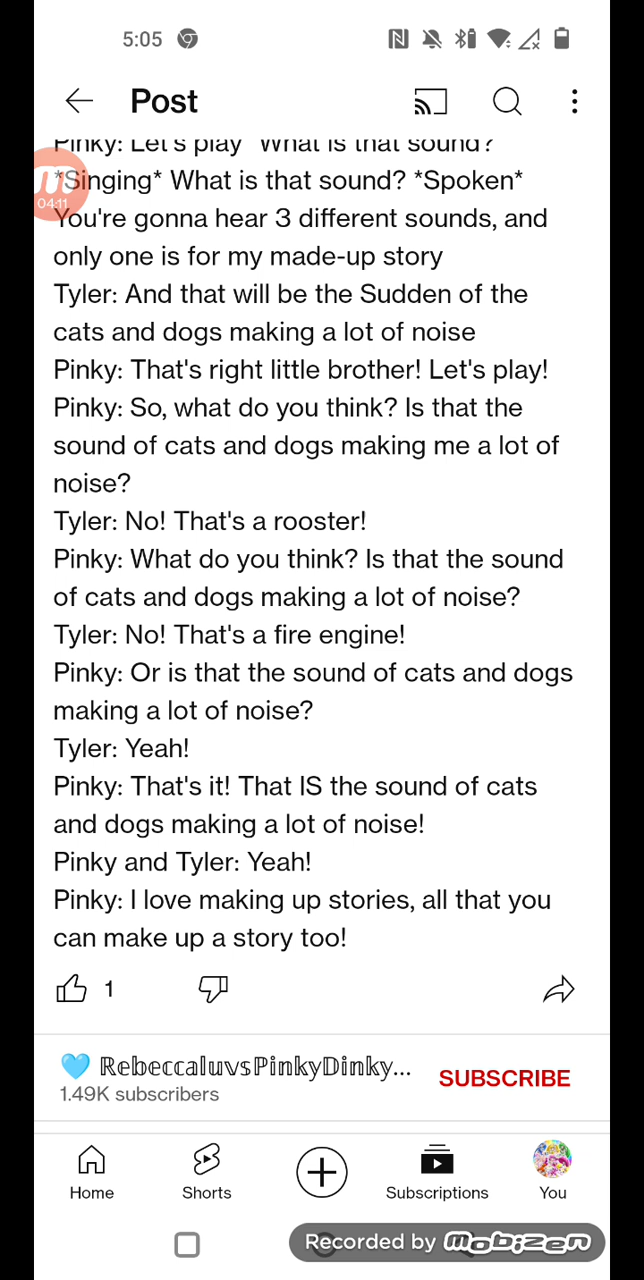 5:05
Post
Pinky: Let's play "What is that sound?
*Singing* What is that sound? *Spoken*
04:11
You're gonna hear 3 different sounds, and
only one is for my made-up story
Tyler: And that will be the Sudden of the
cats and dogs making a lot of noise
Pinky: That's right little brother! Let's play!
Pinky: So, what do you think? Is that the
sound of cats and dogs making me a lot of
noise?
Tyler: No! That's a rooster!
Pinky: What do you think? Is that the sound
of cats and dogs making a lot of noise?
Tyler: No! That's a fire engine!
Pinky: Or is that the sound of cats and dogs
making a lot of noise?
Tyler: Yeah!
Pinky: That's it! That IS the sound of cats
and dogs making a lot of noise!
Pinky and Tyler: Yeah!
Pinky: I love making up stories, all that you
can make up a story too!
1
🩵 ℝ𝕖𝕓𝕖𝕔𝕔𝕒𝕝𝕦𝕧𝕤ℙ𝕚𝕟𝕜𝕪𝔻𝕚𝕟𝕜𝕪...
1.49K subscribers
SUBSCRIBE
Home
Shorts
Subscriptions
You
Recorded by mobizen